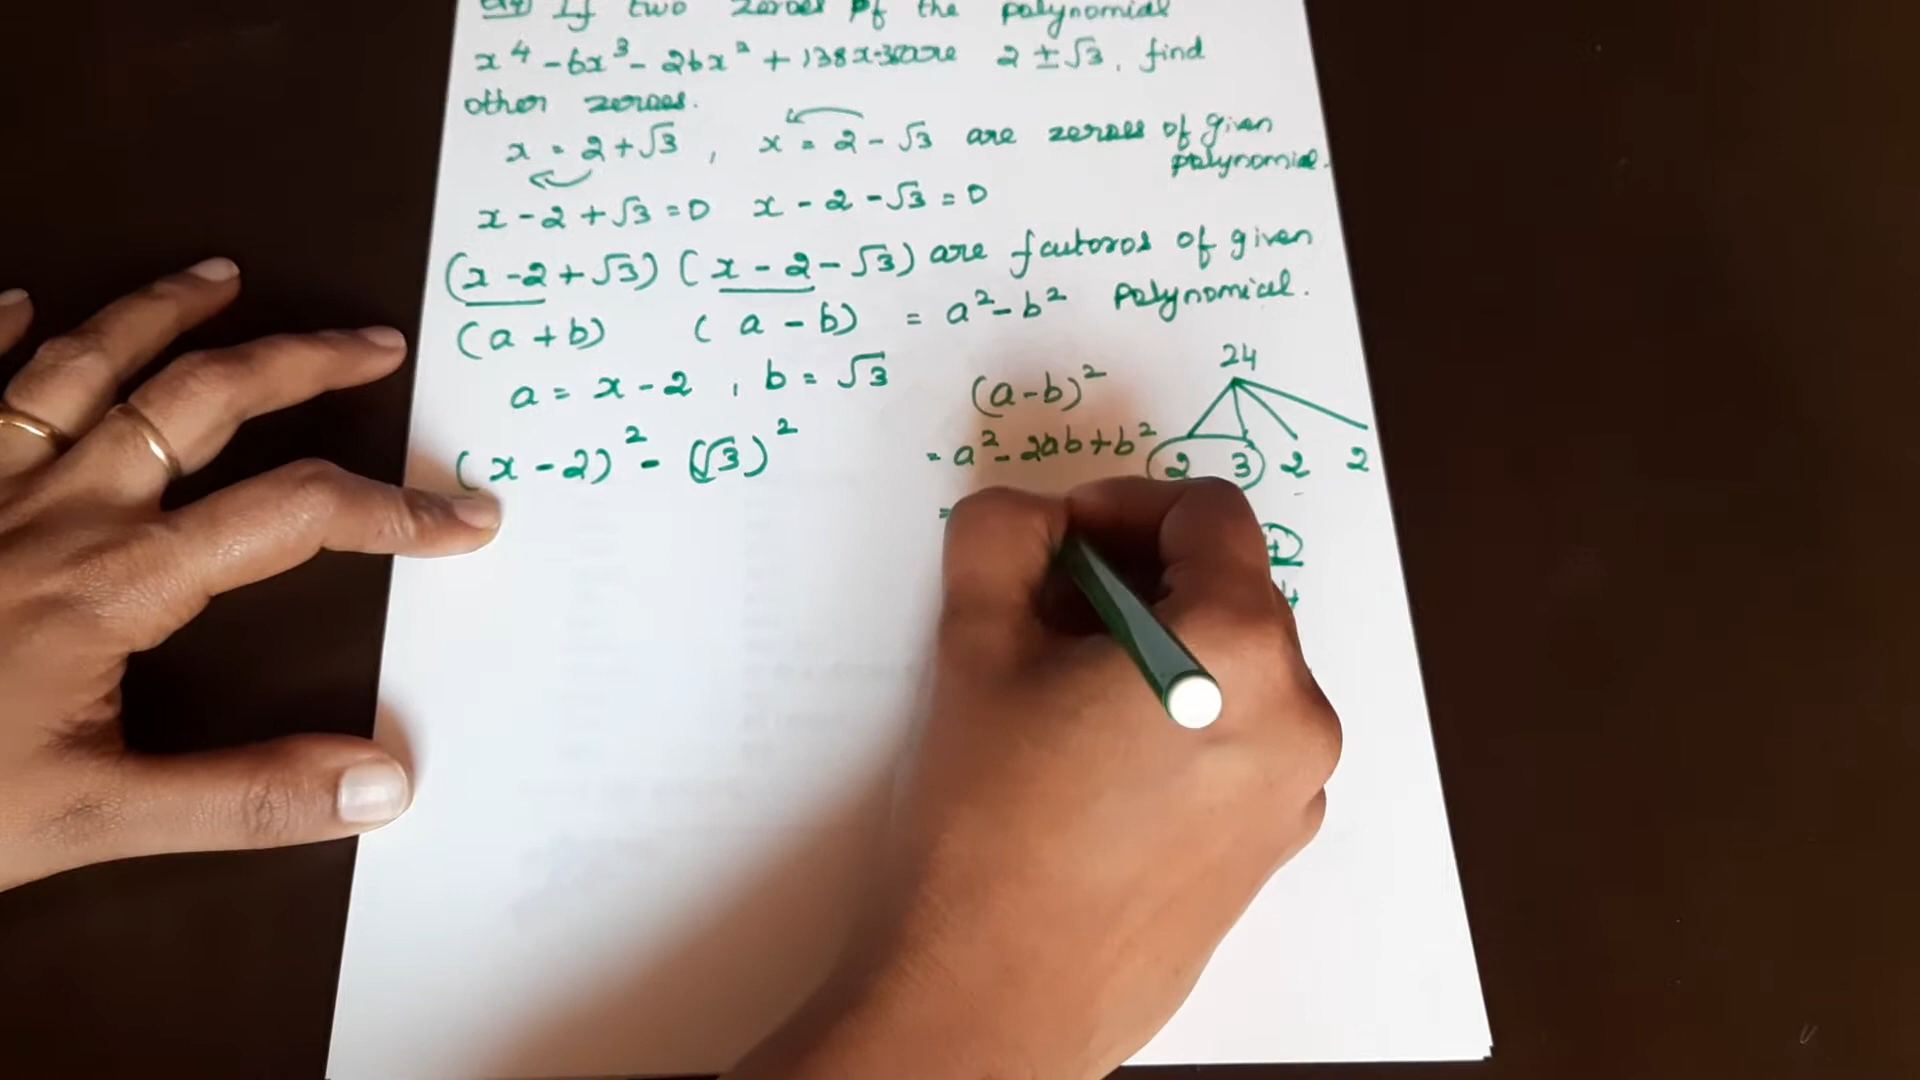 If two zeroes of the polynomial
x⁴ - 6x³ - 26x² + 138x-35 are 2 ± √3, find
other zeroes.
x = 2 + √3 , x = 2 - √3 are zeroes of given
polynomial.
x - 2 + √3 = 0 x - 2 - √3 = 0
(x - 2 + √3) (x - 2 - √3) are factors of given
Polynomial.
(a + b) (a - b) = a² - b²
a = x - 2 , b = √3
(x - 2)² - (√3)²
(a-b)²
= a² - 2ab + b²
=
24
2 3 2 2